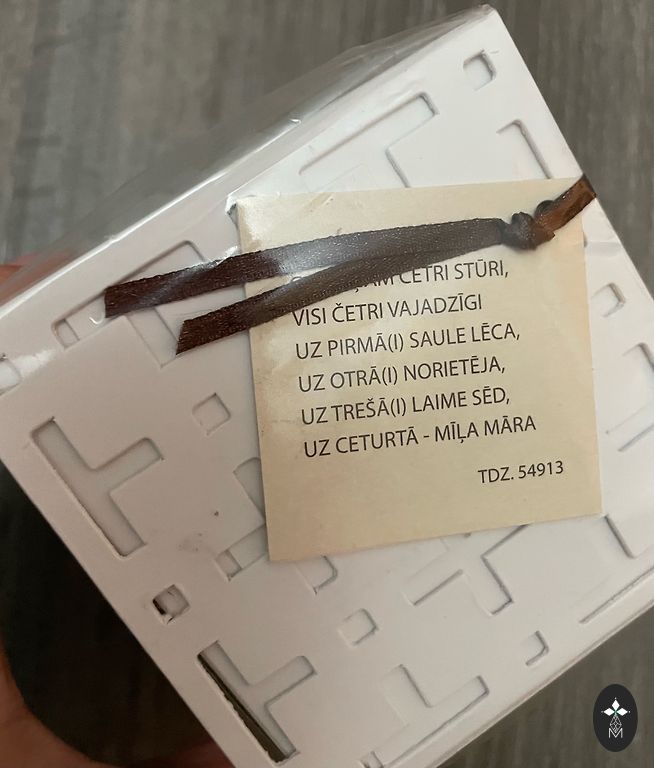 ČETRI STŪRI,
VISI ČETRI VAJADZĪGI
UZ PIRMĀ(I) SAULE LĒCA,
UZ OTRĀ(I) NORIETĒJA,
UZ TREŠĀ(I) LAIME SĒD,
UZ CETURTĀ - MĪĻA MĀRA
TDZ. 54913
M